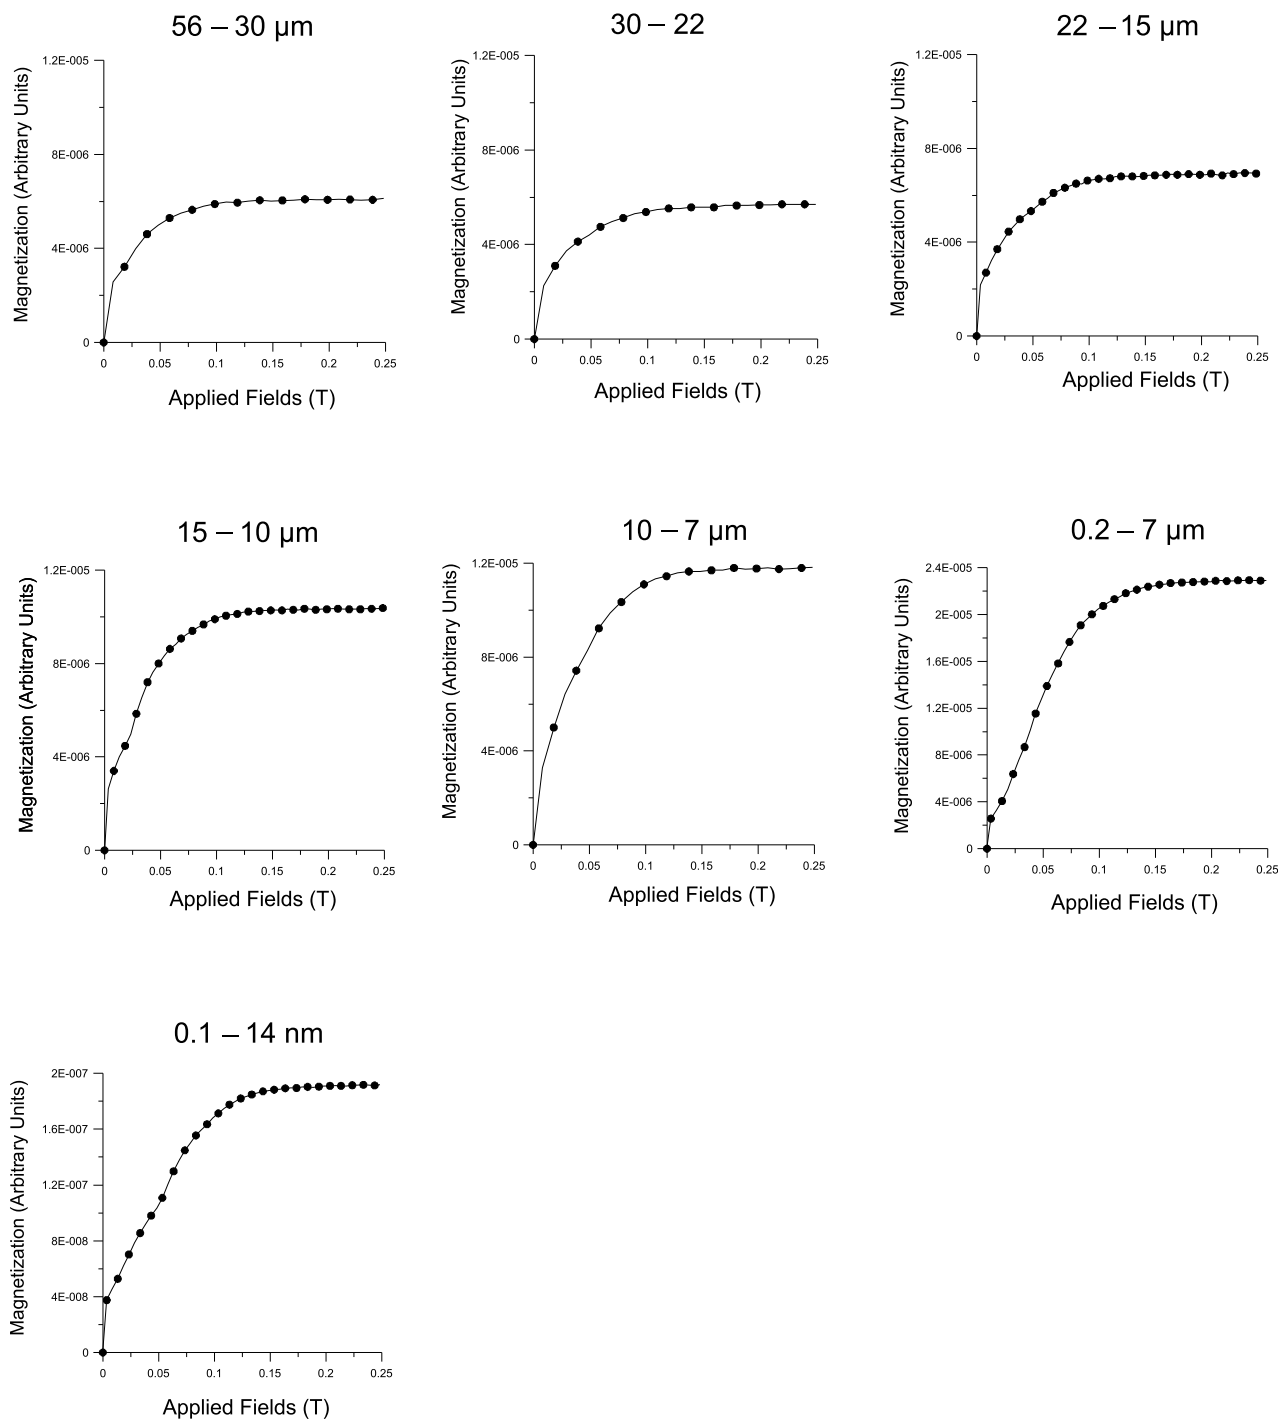 56 – 30 µm
Magnetization (Arbitrary Units)
1.2E-005
8E-006
4E-006
0
0 0.05 0.1 0.15 0.2 0.25
Applied Fields (T)
30 – 22
Magnetization (Arbitrary Units)
1.2E-005
8E-006
4E-006
0
0 0.05 0.1 0.15 0.2 0.25
Applied Fields (T)
22 – 15 µm
Magnetization (Arbitrary Units)
1.2E-005
8E-006
4E-006
0
0 0.05 0.1 0.15 0.2 0.25
Applied Fields (T)
15 – 10 µm
Magnetization (Arbitrary Units)
1.2E-005
8E-006
4E-006
0
0 0.05 0.1 0.15 0.2 0.25
Applied Fields (T)
10 – 7 µm
Magnetization (Arbitrary Units)
1.2E-005
8E-006
4E-006
0
0 0.05 0.1 0.15 0.2 0.25
Applied Fields (T)
0.2 – 7 µm
Magnetization (Arbitrary Units)
2.4E-005
2E-005
1.6E-005
1.2E-005
8E-006
4E-006
0
0 0.05 0.1 0.15 0.2 0.25
Applied Fields (T)
0.1 – 14 nm
Magnetization (Arbitrary Units)
2E-007
1.6E-007
1.2E-007
8E-008
4E-008
0
0 0.05 0.1 0.15 0.2 0.25
Applied Fields (T)